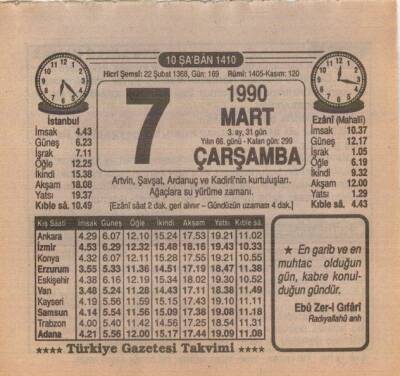 10 ŞA'BAN 1410
Hicrî Şemsî: 22 Şubat 1368, Gün: 169 Rûmî: 1405-Kasım: 120
7
1990
MART
3. ay, 31 gün
Yılın 66. günü - Kalan gün: 299
ÇARŞAMBA
İstanbul
İmsak 4.43
Güneş 6.23
İşrak 7.11
Öğle 12.25
İkindi 15.38
Akşam 18.08
Yatsı 19.37
Kıble sâ. 10.49
Ezânî (Mahallî)
İmsak 10.37
Güneş 12.17
İşrak 1.05
Öğle 6.19
İkindi 9.32
Akşam 12.00
Yatsı 1.29
Kıble sâ. 4.43
Artvin, Şavşat, Ardanuç ve Kadirli'nin kurtuluşları.
Ağaçlara su yürüme zamanı.
[Ezânî sâat 2 dak. geri alınır – Gündüzün uzaması 4 dak.]
Kış Sâati İmsak Güneş Öğle İkindi Akşam Yatsı Kıble sâ.
Ankara 4.29 6.07 12.10 15.24 17.53 19.21 11.02
İzmir 4.53 6.29 12.32 15.48 18.16 19.43 10.33
Konya 4.32 6.07 12.11 15.28 17.55 19.21 10.55
Erzurum 3.55 5.33 11.36 14.51 17.19 18.47 11.38
Eskişehir 4.38 6.16 12.19 15.34 18.02 19.30 10.52
Van 3.48 5.24 11.28 14.43 17.11 18.38 11.49
Kayseri 4.19 5.56 11.59 15.15 17.43 19.10
Samsun 4.14 5.54 11.56 15.09 17.38 19.08 11.18
Trabzon 4.00 5.40 11.42 14.56 17.25 18.54 11.31
Adana 4.21 5.56 12.00 15.17 17.44 19.09 11.08
★ En garib ve en
muhtac olduğun
gün, kabre konul-
duğun gündür.
Ebû Zer-i Gıfârî
Radıyallahü anh
★★★★ Türkiye Gazetesi Takvimi ★★★★